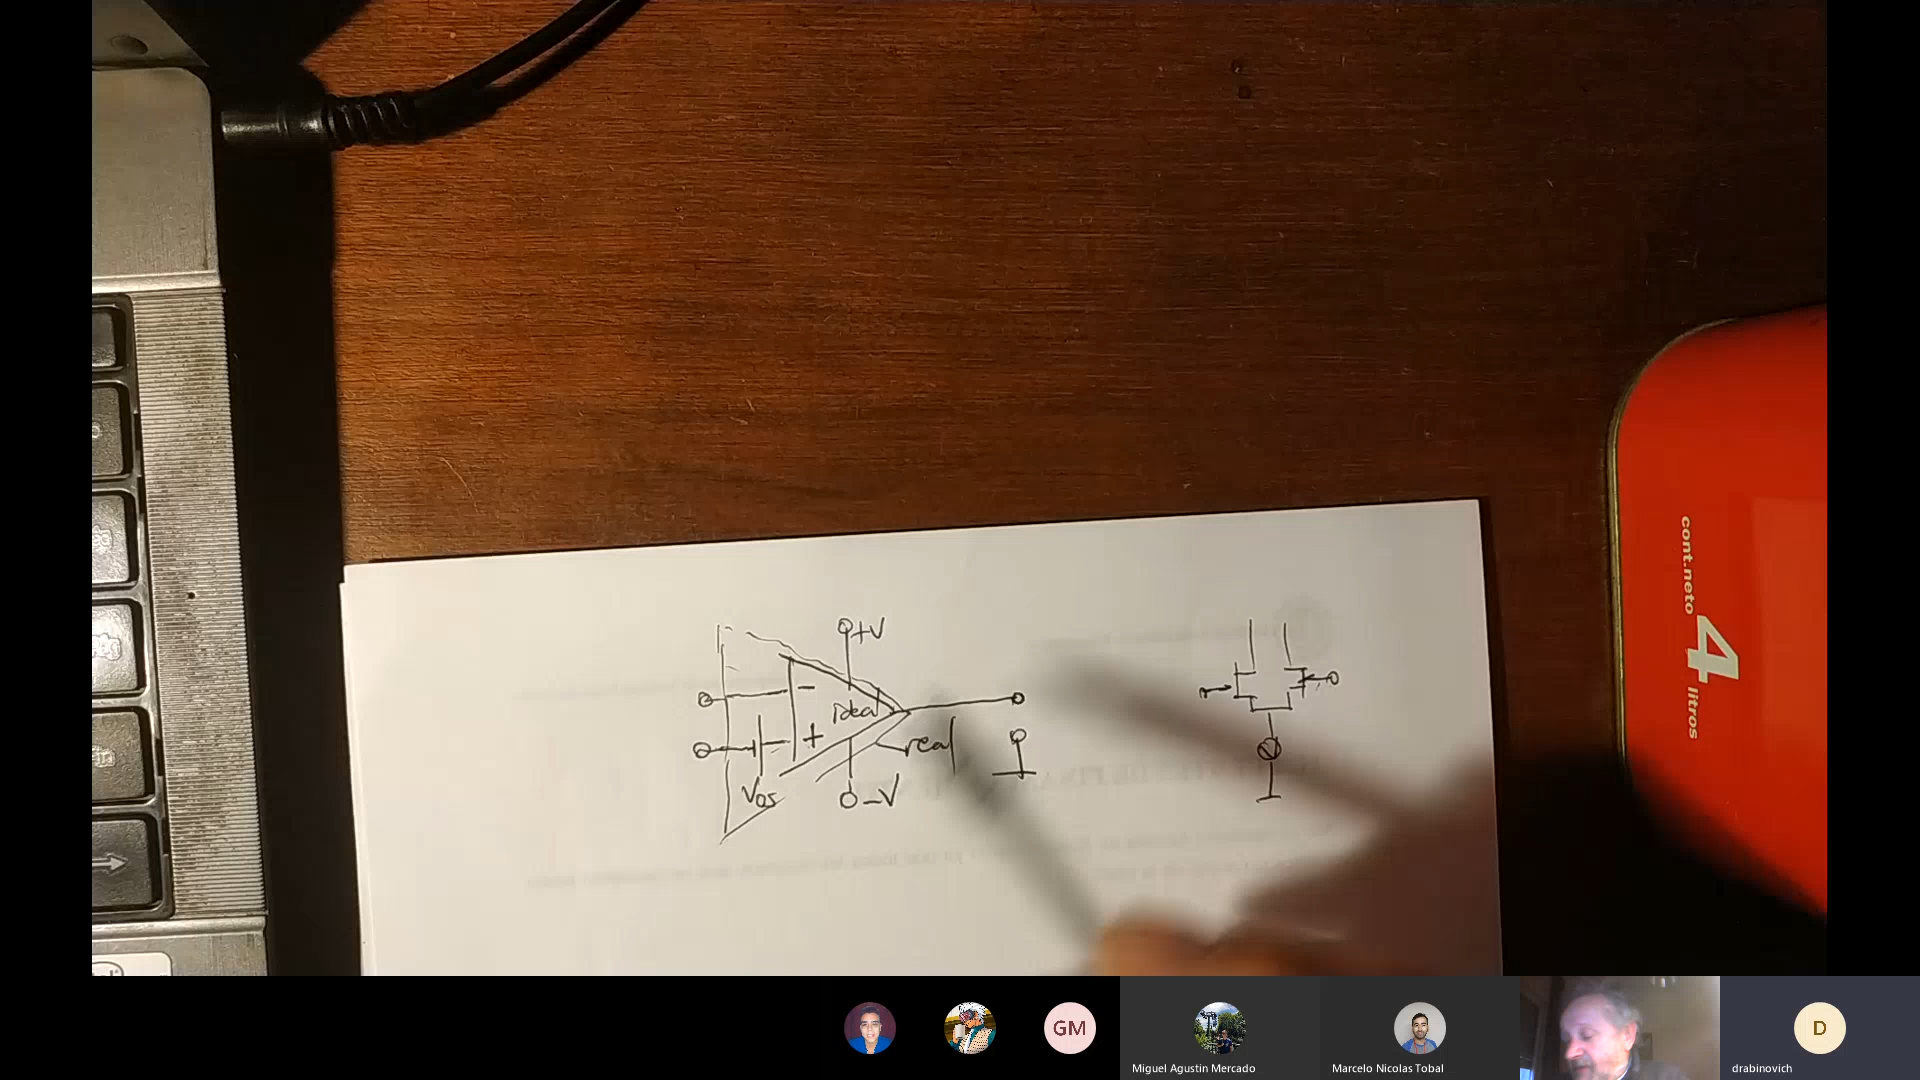 +V
−
ideal
+
real
Vos
−V
cont.neto
4
litros
GM
D
Miguel Agustin Mercado
Marcelo Nicolas Tobal
drabinovich